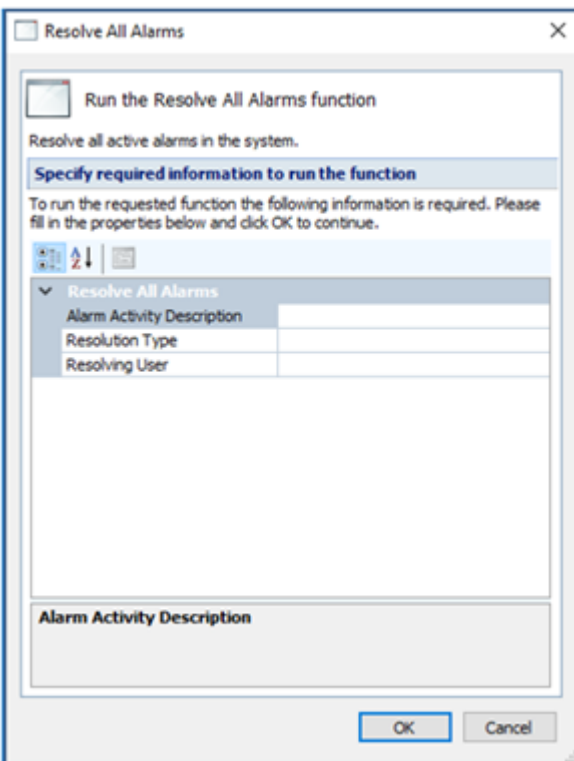 Resolve All Alarms
Run the Resolve All Alarms function
Resolve all active alarms in the system.
Specify required information to run the function
To run the requested function the following information is required. Please
fill in the properties below and click OK to continue.
A
Z
Resolve All Alarms
Alarm Activity Description
Resolution Type
Resolving User
Alarm Activity Description
OK
Cancel